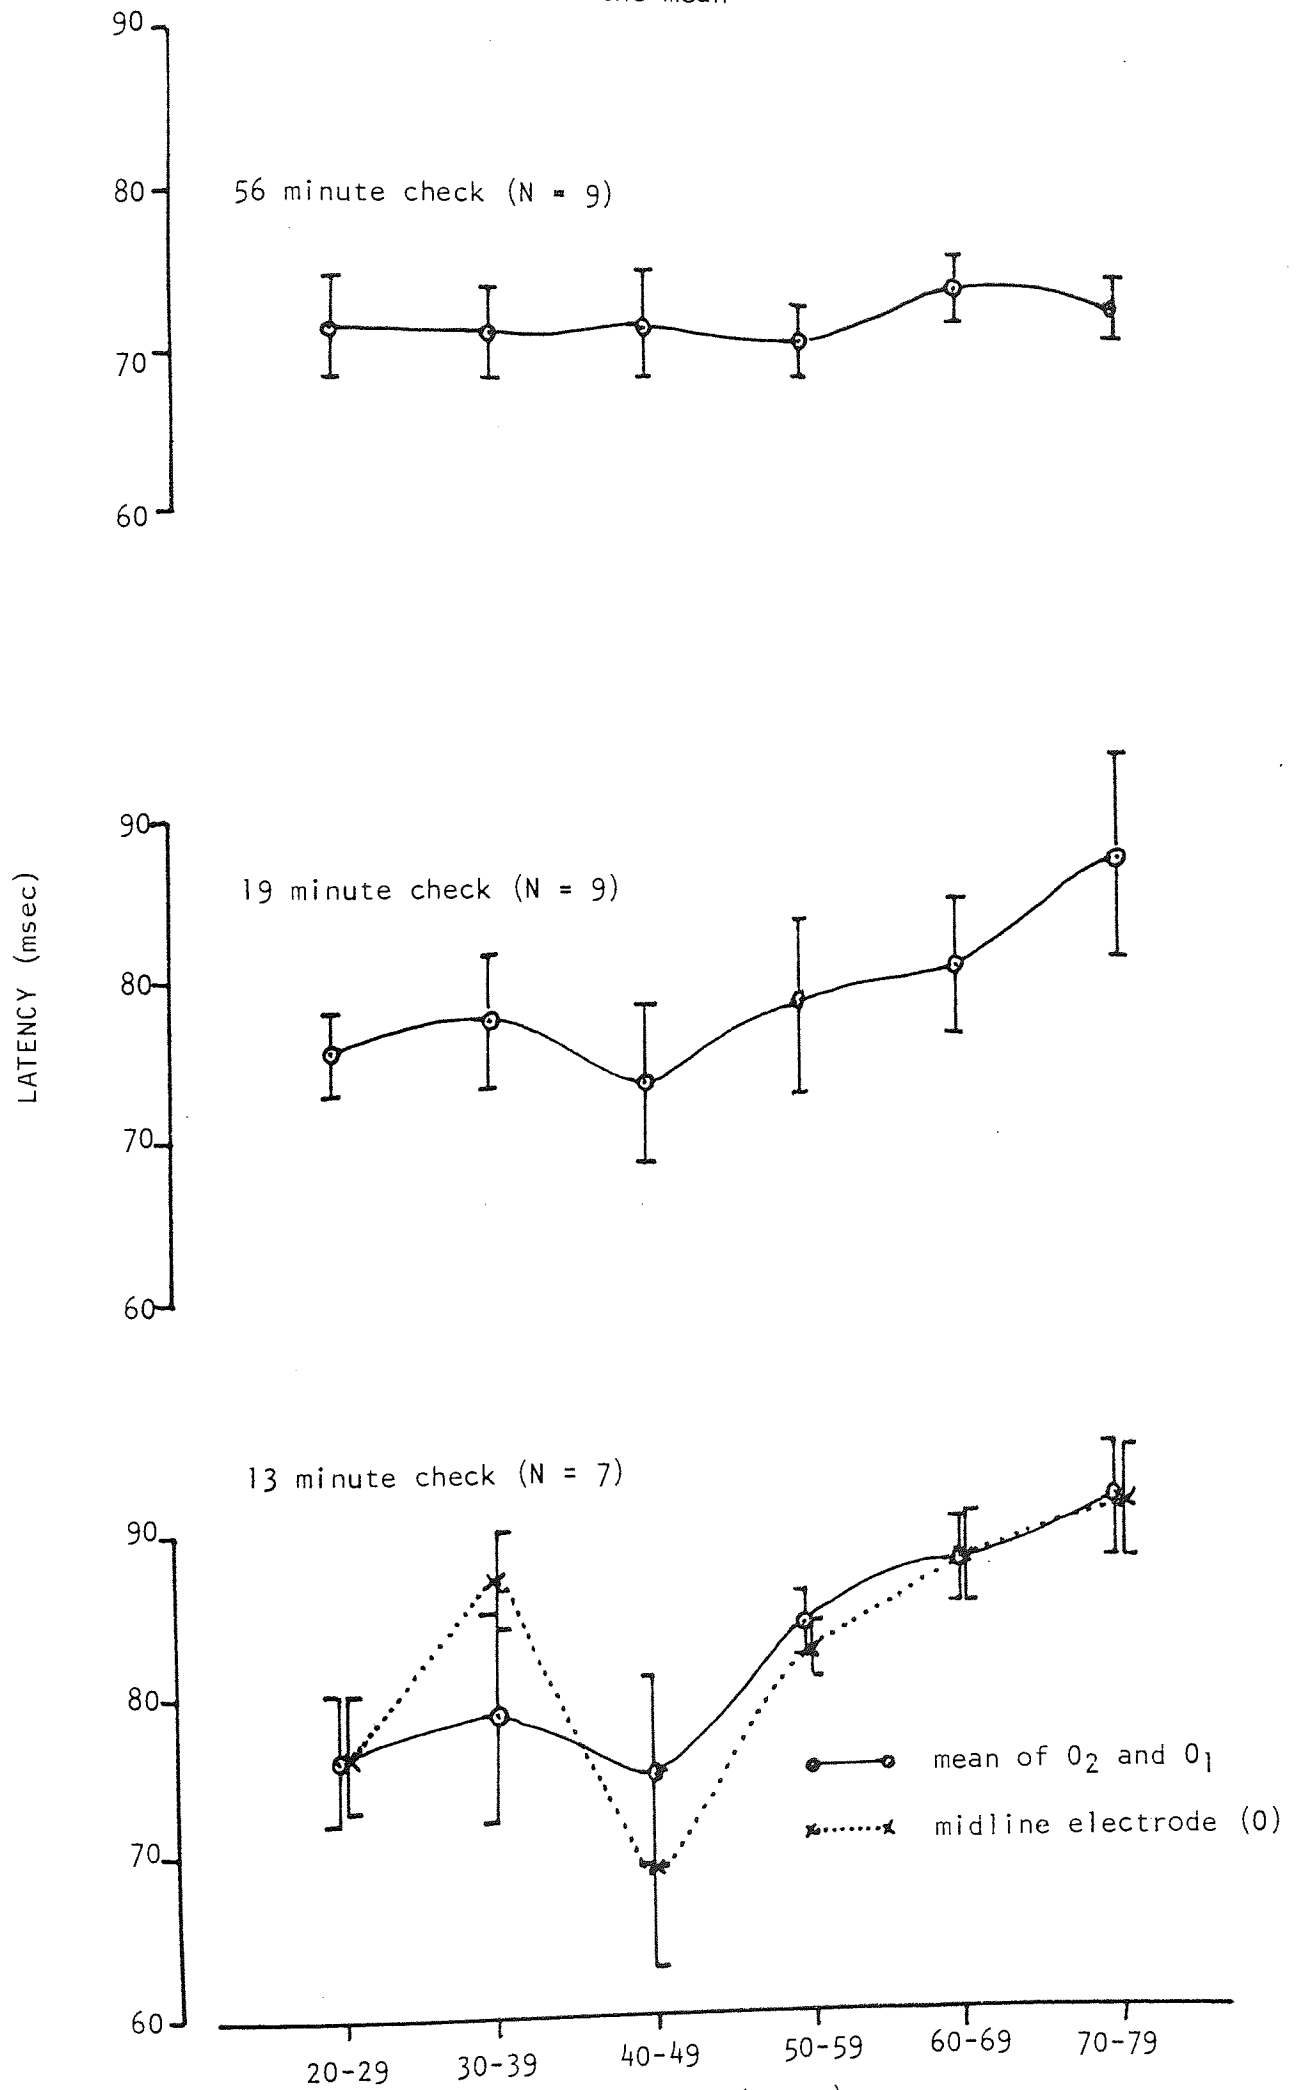 90
80
56 minute check (N = 9)
70
60
LATENCY (msec)
90
19 minute check (N = 9)
80
70
60
13 minute check (N = 7)
90
80
mean of O2 and O1
midline electrode (O)
70
60
20-29 30-39 40-49 50-59 60-69 70-79